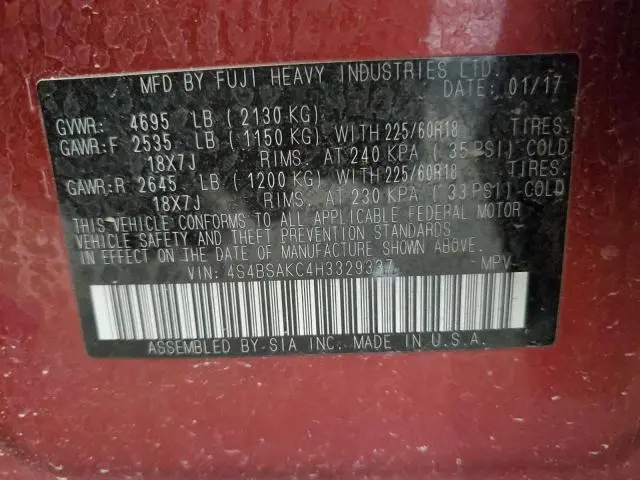 MFD BY FUJI HEAVY INDUSTRIES LTD.
DATE: 01/17
GVWR: 4695 LB ( 2130 KG)
GAWR:F 2535 LB ( 1150 KG) WITH 225/60R18 TIRES.
18X7J RIMS. AT 240 KPA ( 35 PSI) COLD
GAWR:R 2645 LB ( 1200 KG) WITH 225/60R18 TIRES.
18X7J RIMS. AT 230 KPA ( 33 PSI) COLD
THIS VEHICLE CONFORMS TO ALL APPLICABLE FEDERAL MOTOR
VEHICLE SAFETY AND THEFT PREVENTION STANDARDS
IN EFFECT ON THE DATE OF MANUFACTURE SHOWN ABOVE.
VIN: 4S4BSAKC4H3329337 MPV
ASSEMBLED BY SIA INC. MADE IN U.S.A.